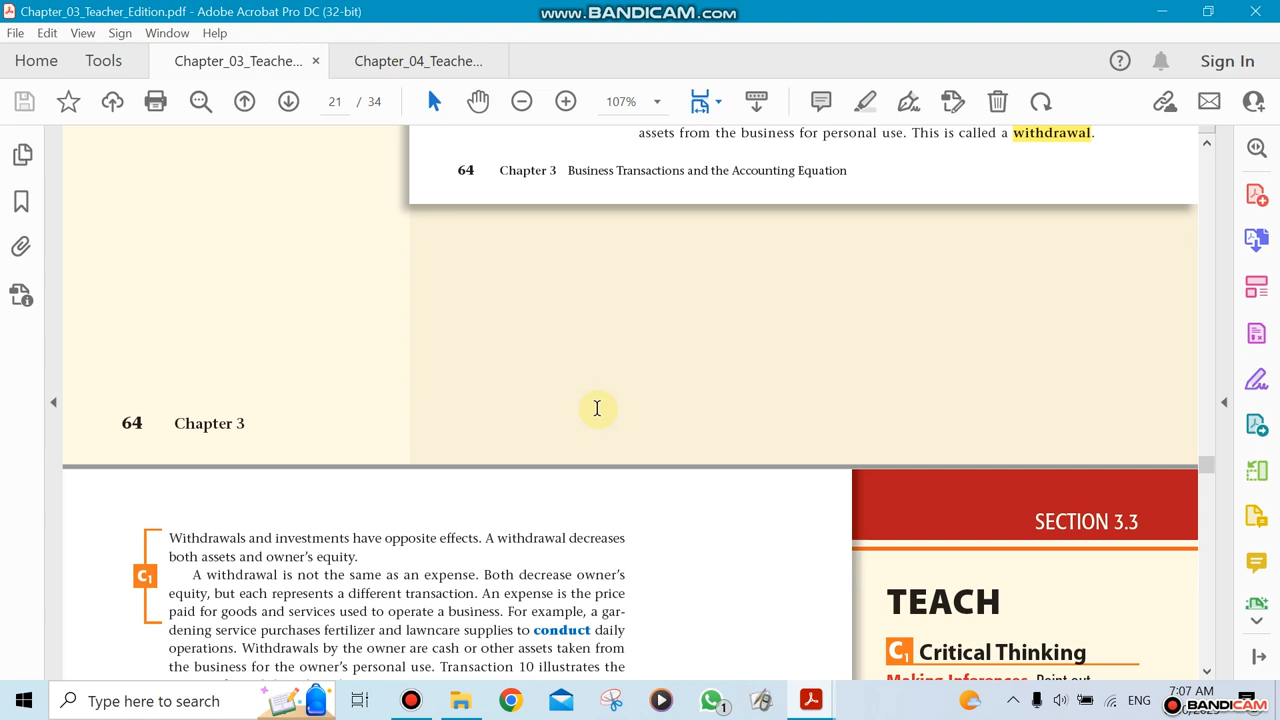 Chapter_03_Teacher_Edition.pdf - Adobe Acrobat Pro DC (32-bit)
www.BANDICAM.com
File Edit View Sign Window Help
Home Tools Chapter_03_Teache... × Chapter_04_Teache... Sign In
21 / 34 107%
assets from the business for personal use. This is called a withdrawal.
64 Chapter 3 Business Transactions and the Accounting Equation
64 Chapter 3
SECTION 3.3
Withdrawals and investments have opposite effects. A withdrawal decreases
both assets and owner's equity.
C1
A withdrawal is not the same as an expense. Both decrease owner's
equity, but each represents a different transaction. An expense is the price
paid for goods and services used to operate a business. For example, a gar-
dening service purchases fertilizer and lawncare supplies to conduct daily
operations. Withdrawals by the owner are cash or other assets taken from
the business for the owner's personal use. Transaction 10 illustrates the
TEACH
C1 Critical Thinking
Making Inferences Point out
Type here to search
1
ENG
7:07 AM
BANDICAM